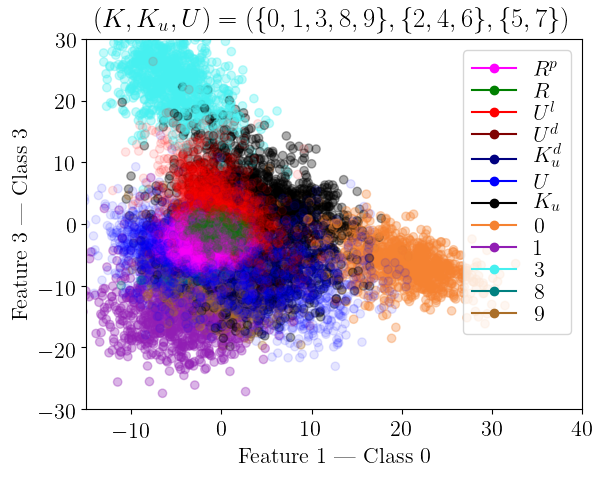 (K, K_u, U) = ({0, 1, 3, 8, 9}, {2, 4, 6}, {5, 7})
30
20
10
0
−10
−20
−30
Feature 3 — Class 3
R^p
R
U^l
U^d
K_u^d
U
K_u
0
1
3
8
9
−10
0
10
20
30
40
Feature 1 — Class 0